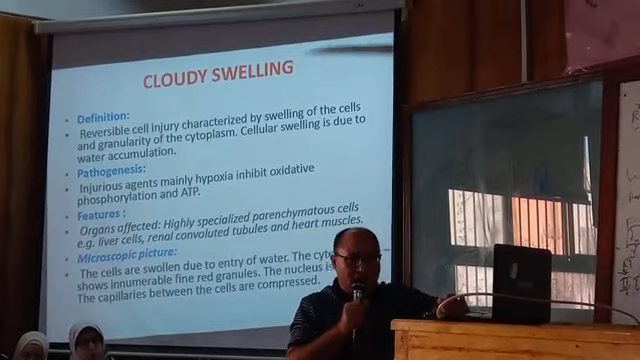 CLOUDY SWELLING
• Definition:
• Reversible cell injury characterized by swelling of the cells
and granularity of the cytoplasm. Cellular swelling is due to
water accumulation.
• Pathogenesis:
• Injurious agents mainly hypoxia inhibit oxidative
phosphorylation and ATP.
• Features :
• Organs affected: Highly specialized parenchymatous cells
e.g. liver cells, renal convoluted tubules and heart muscles.
• Microscopic picture:
• The cells are swollen due to entry of water. The
shows innumerable fine red granules. The nucleus
The capillaries between the cells are compressed.